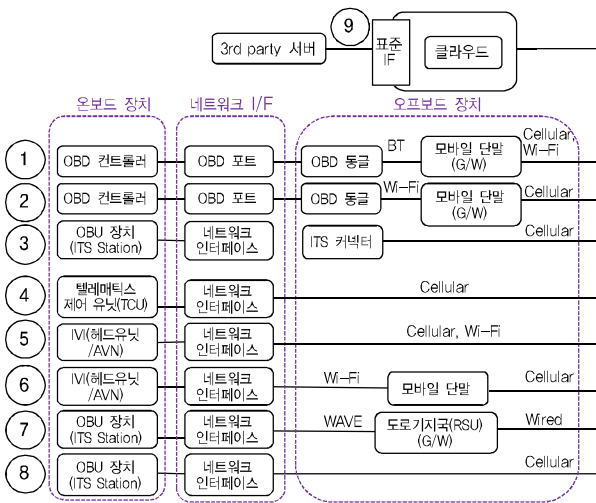 9
3rd party 서버
표준
IF
클라우드
온보드 장치
네트워크 I/F
오프보드 장치
1
OBD 컨트롤러
OBD 포트
OBD 동글
BT
모바일 단말
(G/W)
Cellular,
Wi-Fi
2
OBD 컨트롤러
OBD 포트
OBD 동글
Wi-Fi
모바일 단말
(G/W)
Cellular
3
OBU 장치
(ITS Station)
네트워크
인터페이스
ITS 커넥터
Cellular
4
텔레매틱스
제어 유닛(TCU)
네트워크
인터페이스
Cellular
5
IVI(헤드유닛
/AVN)
네트워크
인터페이스
Cellular, Wi-Fi
6
IVI(헤드유닛
/AVN)
네트워크
인터페이스
Wi-Fi
모바일 단말
Cellular
7
OBU 장치
(ITS Station)
네트워크
인터페이스
WAVE
도로기지국(RSU)
(G/W)
Wired
8
OBU 장치
(ITS Station)
네트워크
인터페이스
Cellular